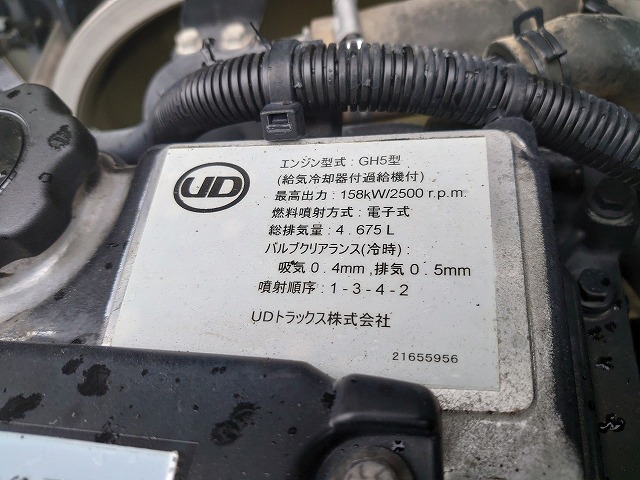 UD
エンジン型式 : GH5型
(給気冷却器付過給機付)
最高出力 : 158kW/2500 r.p.m.
燃料噴射方式 : 電子式
総排気量 : 4.675 L
バルブクリアランス(冷時) :
吸気 0.4mm ,排気 0.5mm
噴射順序 : 1-3-4-2
UDトラックス株式会社
21655956